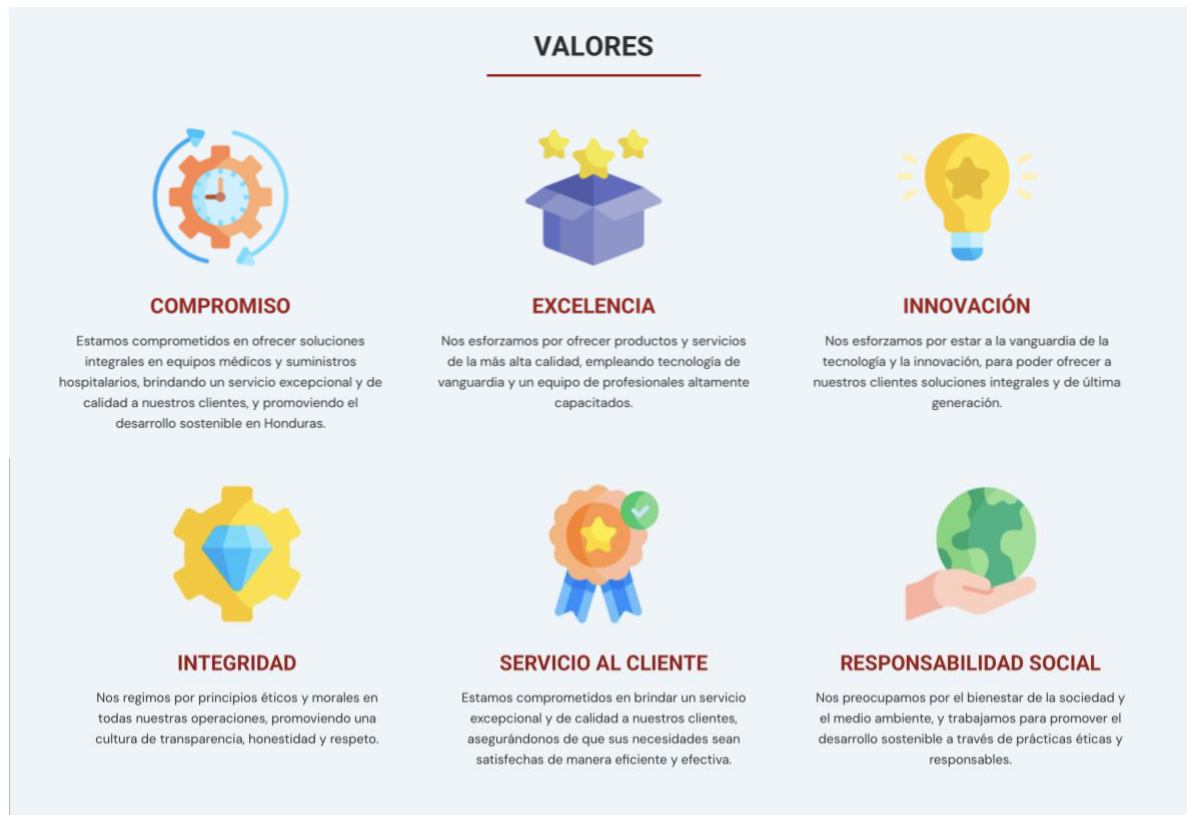 VALORES
COMPROMISO
Estamos comprometidos en ofrecer soluciones
integrales en equipos médicos y suministros
hospitalarios, brindando un servicio excepcional y de
calidad a nuestros clientes, y promoviendo el
desarrollo sostenible en Honduras.
EXCELENCIA
Nos esforzamos por ofrecer productos y servicios
de la más alta calidad, empleando tecnología de
vanguardia y un equipo de profesionales altamente
capacitados.
INNOVACIÓN
Nos esforzamos por estar a la vanguardia de la
tecnología y la innovación, para poder ofrecer a
nuestros clientes soluciones integrales y de última
generación.
INTEGRIDAD
Nos regimos por principios éticos y morales en
todas nuestras operaciones, promoviendo una
cultura de transparencia, honestidad y respeto.
SERVICIO AL CLIENTE
Estamos comprometidos en brindar un servicio
excepcional y de calidad a nuestros clientes,
asegurándonos de que sus necesidades sean
satisfechas de manera eficiente y efectiva.
RESPONSABILIDAD SOCIAL
Nos preocupamos por el bienestar de la sociedad y
el medio ambiente, y trabajamos para promover el
desarrollo sostenible a través de prácticas éticas y
responsables.